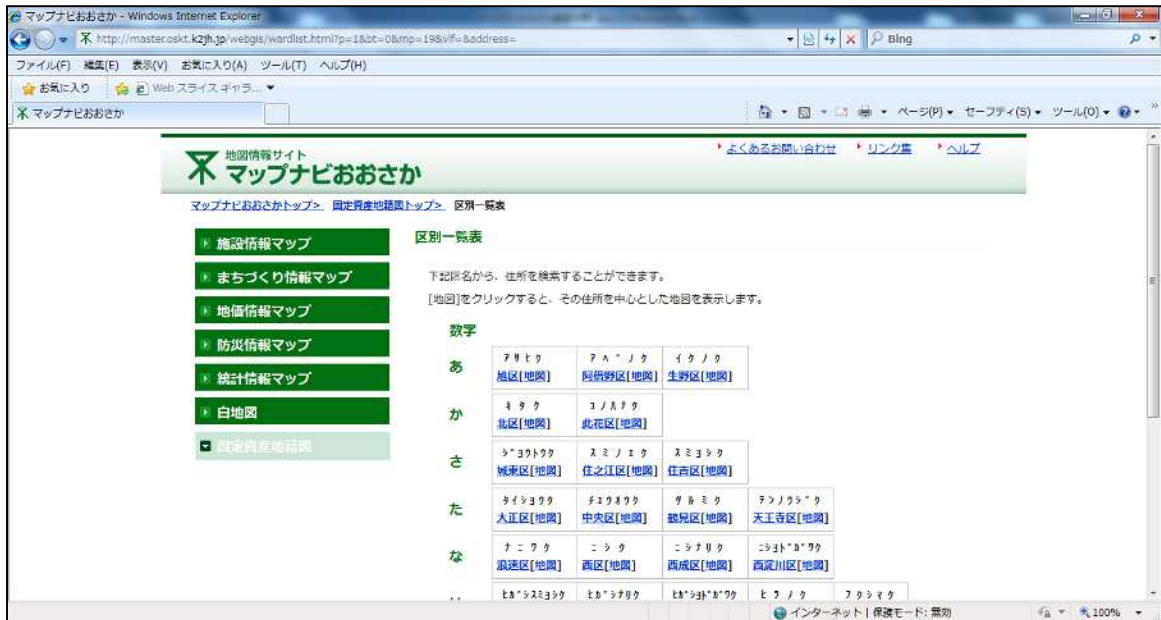 マップナビおおさか - Windows Internet Explorer
http://master.oskt.k2jh.jp/webgis/wardlist.html?p=1&bt=0&mp=19&vlf=&address=
Bing
ファイル(F) 編集(E) 表示(V) お気に入り(A) ツール(T) ヘルプ(H)
お気に入り Web スライス ギャラ...
マップナビおおさか
ページ(P) セーフティ(S) ツール(O)
よくあるお問い合わせ リンク集 ヘルプ
地図情報サイト
マップナビおおさか
マップナビおおさかトップ> 固定資産地籍図トップ> 区別一覧表
施設情報マップ
まちづくり情報マップ
地価情報マップ
防災情報マップ
統計情報マップ
白地図
固定資産地籍図
区別一覧表
下記区名から、住所を検索することができます。
[地図]をクリックすると、その住所を中心とした地図を表示します。
数字
あ
ｱｻﾋｸ ｱﾍﾞﾉｸ ｲｸﾉｸ
旭区[地図] 阿倍野区[地図] 生野区[地図]
か
ｷﾀｸ ｺﾉﾊﾅｸ
北区[地図] 此花区[地図]
さ
ｼﾞﾖｳﾄｳｸ ｽﾐﾉｴｸ ｽﾐﾖｼｸ
城東区[地図] 住之江区[地図] 住吉区[地図]
た
ﾀｲｼﾖｳｸ ﾁﾕｳｵｳｸ ﾂﾙﾐｸ ﾃﾝﾉｳｼﾞｸ
大正区[地図] 中央区[地図] 鶴見区[地図] 天王寺区[地図]
な
ﾅﾆﾜｸ ﾆｼｸ ﾆｼﾅﾘｸ ﾆｼﾖﾄﾞｶﾞﾜｸ
浪速区[地図] 西区[地図] 西成区[地図] 西淀川区[地図]
ﾋｶﾞｼｽﾐﾖｼｸ ﾋｶﾞｼﾅﾘｸ ﾋｶﾞｼﾖﾄﾞｶﾞﾜｸ ﾋﾗﾉｸ ﾌｸｼﾏｸ
インターネット | 保護モード: 無効
100%